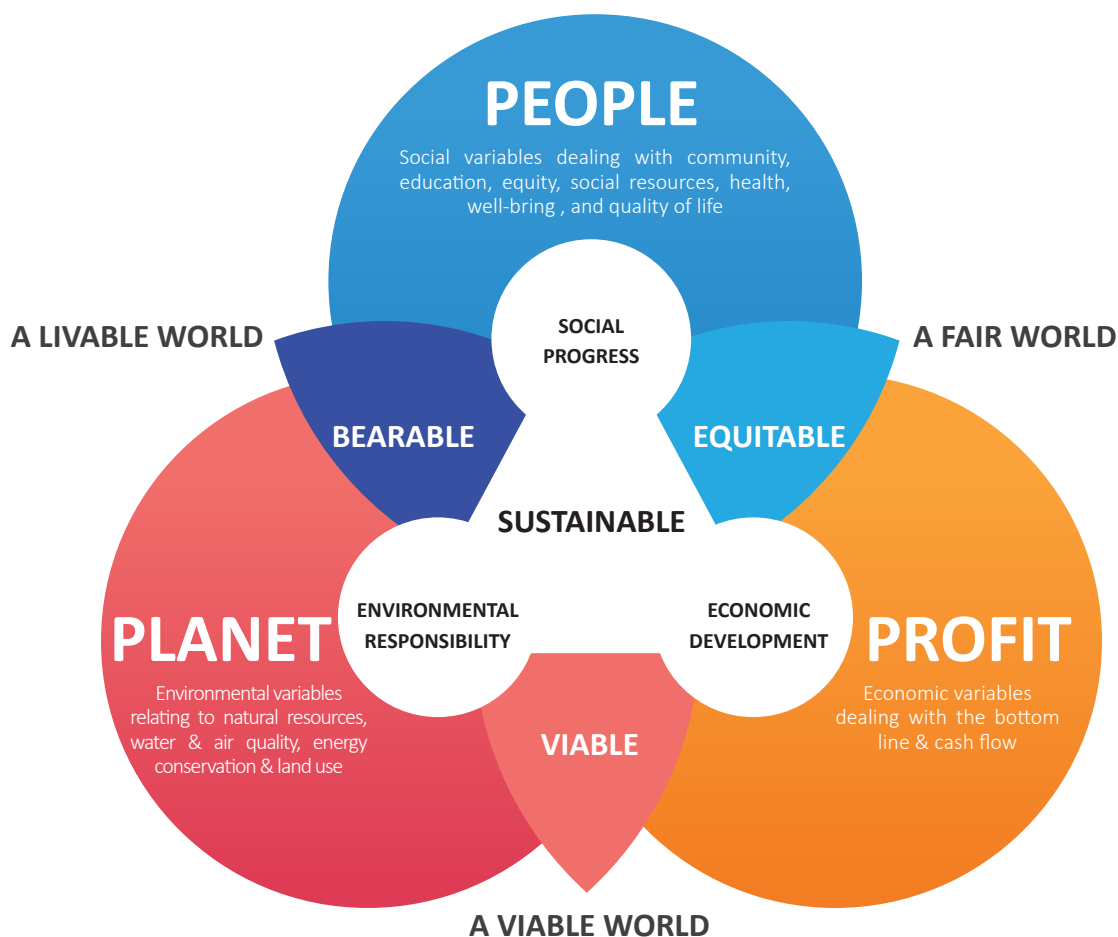 PEOPLE
Social variables dealing with community,
education, equity, social resources, health,
well-bring , and quality of life
SOCIAL
PROGRESS
A LIVABLE WORLD
A FAIR WORLD
BEARABLE
EQUITABLE
SUSTAINABLE
ENVIRONMENTAL
RESPONSIBILITY
ECONOMIC
DEVELOPMENT
PLANET
Environmental variables
relating to natural resources,
water & air quality, energy
conservation & land use
PROFIT
Economic variables
dealing with the bottom
line & cash flow
VIABLE
A VIABLE WORLD